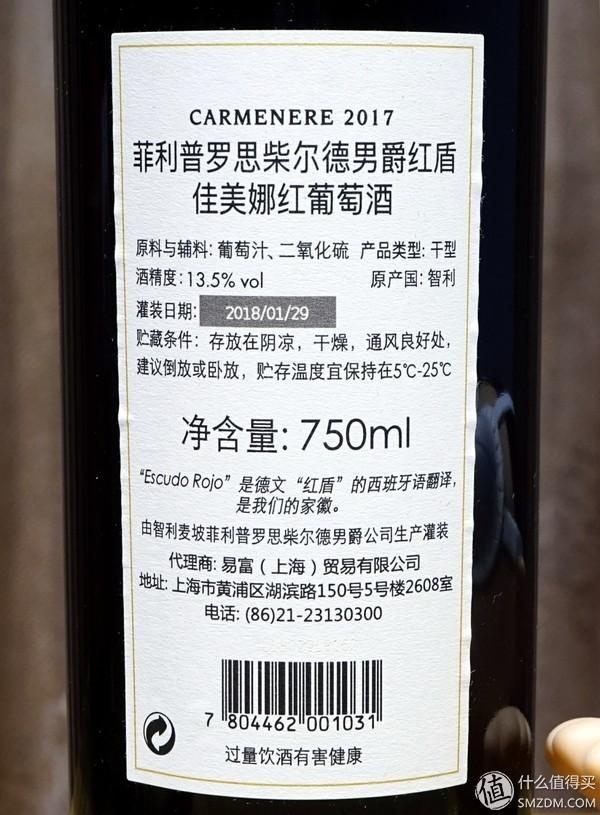 CARMENERE 2017
菲利普罗思柴尔德男爵红盾
佳美娜红葡萄酒
原料与辅料: 葡萄汁、二氧化硫 产品类型: 干型
酒精度: 13.5% vol 原产国: 智利
灌装日期: 2018/01/29
贮藏条件: 存放在阴凉，干燥，通风良好处，
建议倒放或卧放，贮存温度宜保持在5℃-25℃
净含量: 750ml
“Escudo Rojo” 是德文 “红盾” 的西班牙语翻译，
是我们的家徽。
由智利麦坡菲利普罗思柴尔德男爵公司生产灌装
代理商: 易富（上海）贸易有限公司
地址: 上海市黄浦区湖滨路150号5号楼2608室
电话: (86)21-23130300
7 804462 001031
过量饮酒有害健康
值 什么值得买
SMZDM.COM